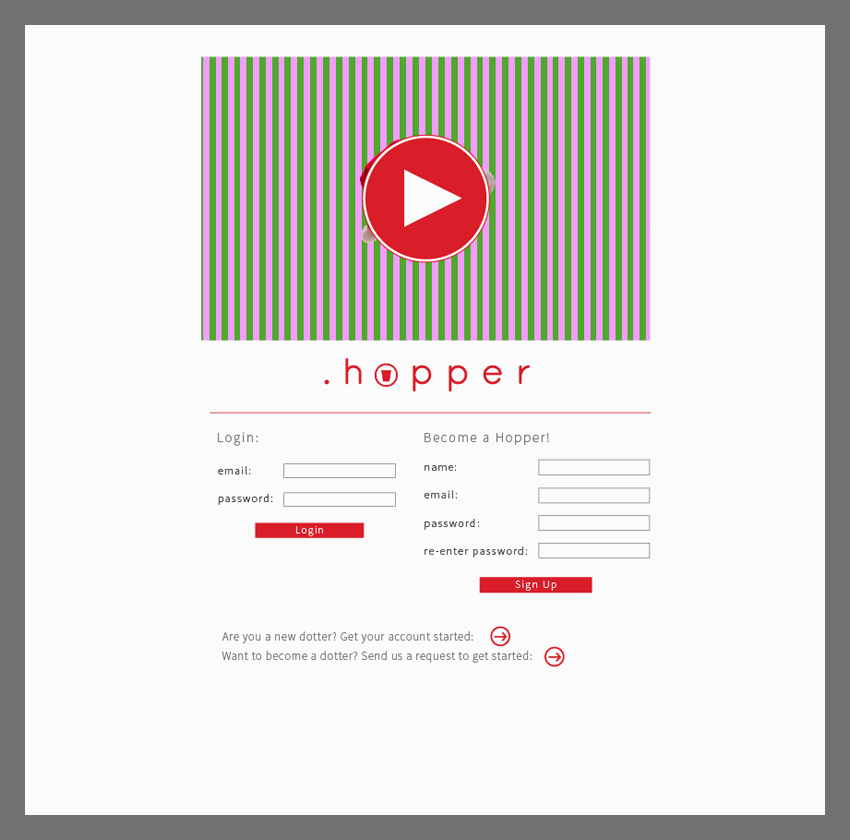 .hopper
Login:
email:
password:
Login
Become a Hopper!
name:
email:
password:
re-enter password:
Sign Up
Are you a new dotter? Get your account started:
Want to become a dotter? Send us a request to get started: